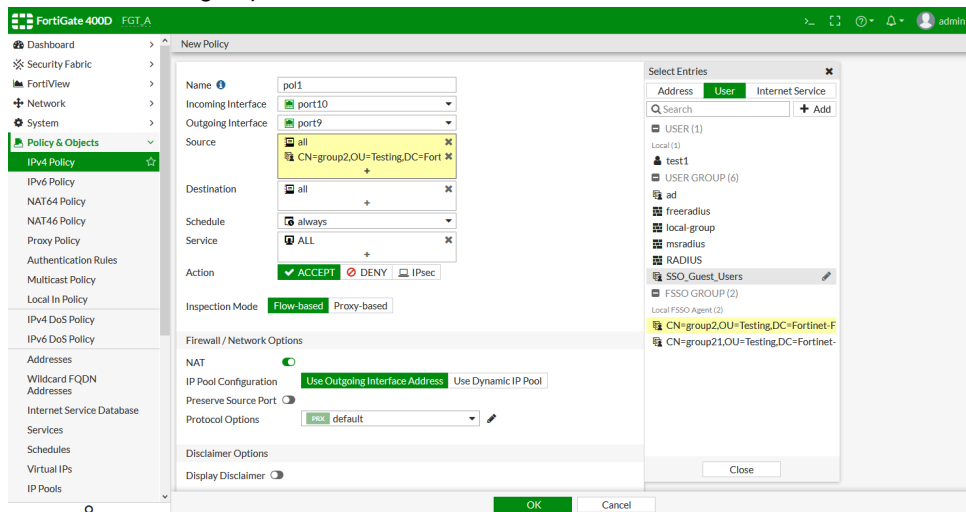 FortiGate 400D FGT_A
admin
Dashboard
Security Fabric
FortiView
Network
System
Policy & Objects
IPv4 Policy
IPv6 Policy
NAT64 Policy
NAT46 Policy
Proxy Policy
Authentication Rules
Multicast Policy
Local In Policy
IPv4 DoS Policy
IPv6 DoS Policy
Addresses
Wildcard FQDN
Addresses
Internet Service Database
Services
Schedules
Virtual IPs
IP Pools
New Policy
Name pol1
Incoming Interface port10
Outgoing Interface port9
Source all
CN=group2,OU=Testing,DC=Fort
+
Destination all
+
Schedule always
Service ALL
+
Action ACCEPT DENY IPsec
Inspection Mode Flow-based Proxy-based
Firewall / Network Options
NAT
IP Pool Configuration Use Outgoing Interface Address Use Dynamic IP Pool
Preserve Source Port
Protocol Options PRX default
Disclaimer Options
Display Disclaimer
OK Cancel
Select Entries
Address User Internet Service
Search + Add
USER (1)
Local (1)
test1
USER GROUP (6)
ad
freeradius
local-group
msradius
RADIUS
SSO_Guest_Users
FSSO GROUP (2)
Local FSSO Agent (2)
CN=group2,OU=Testing,DC=Fortinet-F
CN=group21,OU=Testing,DC=Fortinet-
Close